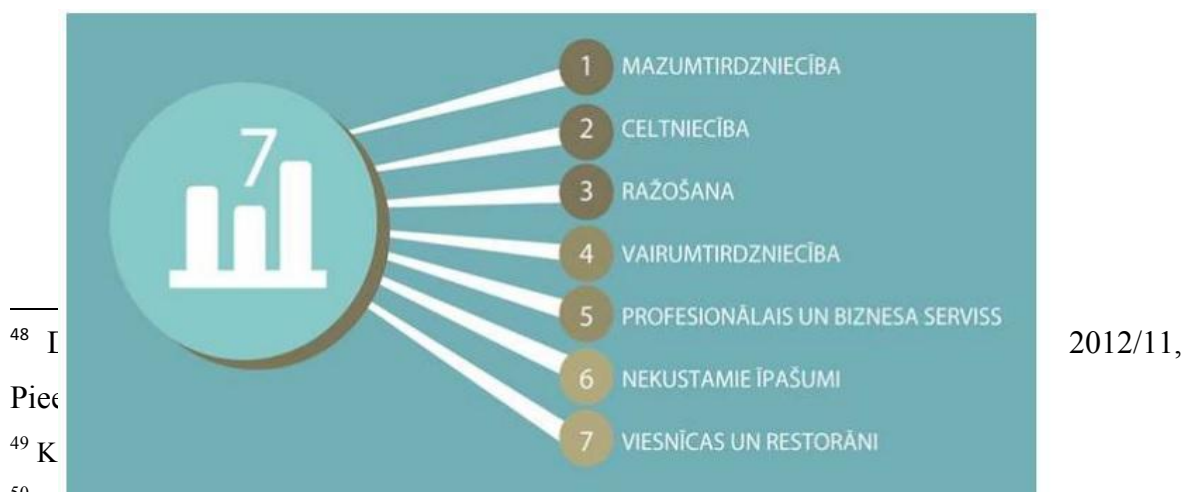 7
1 MAZUMTIRDZNIECĪBA
2 CELTNIECĪBA
3 RAŽOŠANA
4 VAIRUMTIRDZNIECĪBA
5 PROFESIONĀLAIS UN BIZNESA SERVISS
6 NEKUSTAMIE ĪPAŠUMI
7 VIESNĪCAS UN RESTORĀNI
48 2012/11,
49